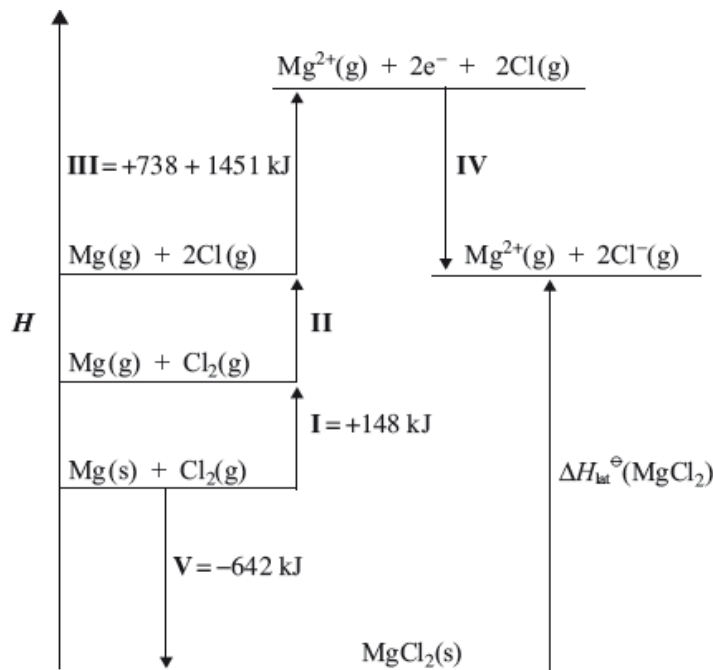 Mg²⁺(g) + 2e⁻ + 2Cl(g)
III = +738 + 1451 kJ
IV
Mg(g) + 2Cl(g)
Mg²⁺(g) + 2Cl⁻(g)
H
II
Mg(g) + Cl₂(g)
I = +148 kJ
Mg(s) + Cl₂(g)
ΔH_lat^⊖(MgCl₂)
V = −642 kJ
MgCl₂(s)